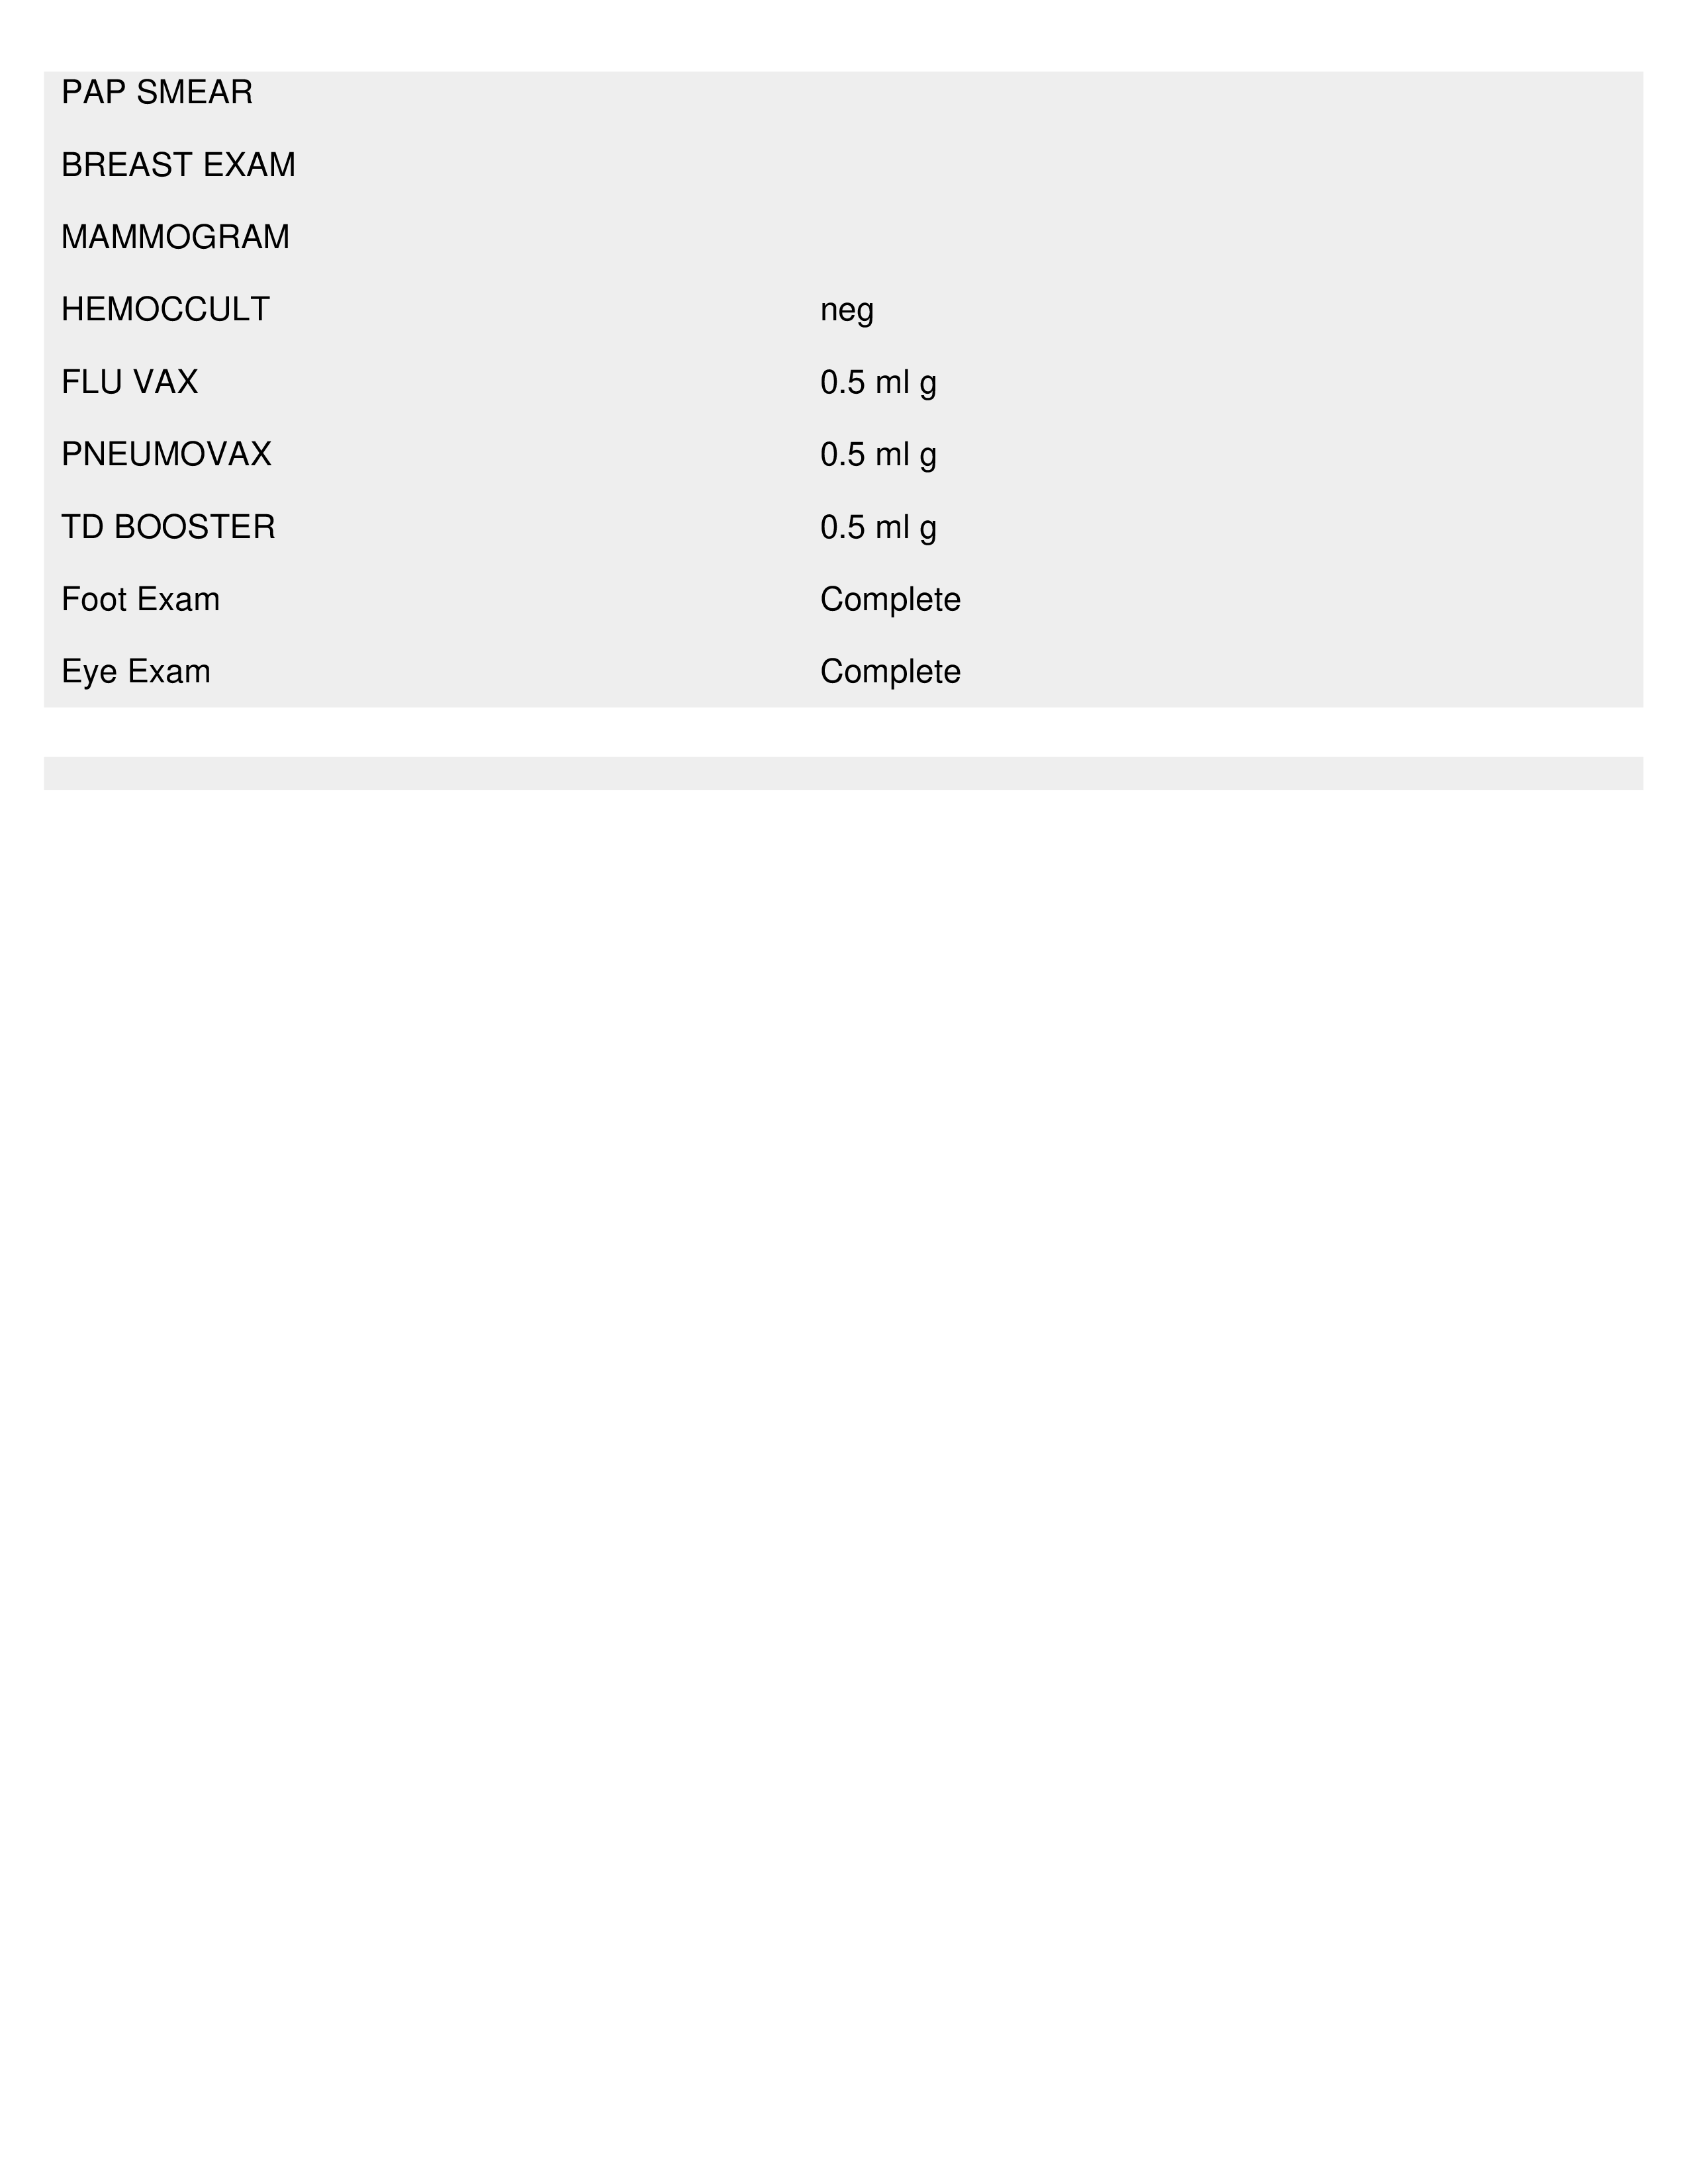 PAP SMEAR
BREAST EXAM
MAMMOGRAM
HEMOCCULT neg
FLU VAX 0.5 ml g
PNEUMOVAX 0.5 ml g
TD BOOSTER 0.5 ml g
Foot Exam Complete
Eye Exam Complete